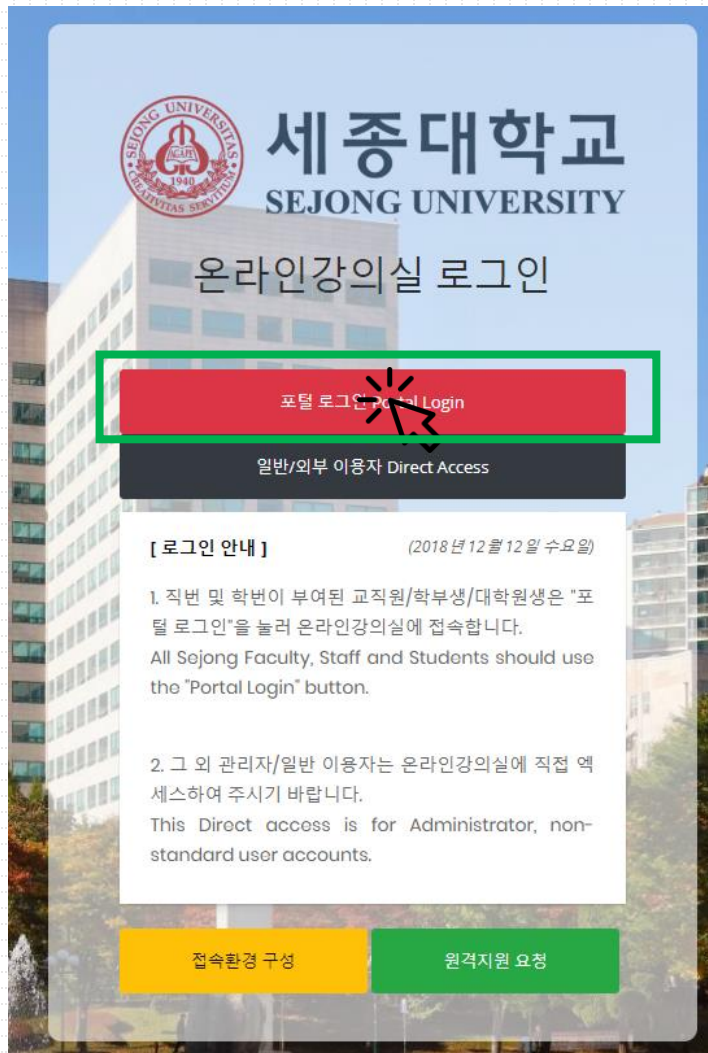 UNIVERSITAS
SEJONG
AGAPE
1940
CREATIVITAS SERVITIUM
세종대학교
SEJONG UNIVERSITY
온라인강의실 로그인
포털 로그인 Portal Login
일반/외부 이용자 Direct Access
[ 로그인 안내 ] (2018년 12월 12일 수요일)
1. 직번 및 학번이 부여된 교직원/학부생/대학원생은 "포
털 로그인"을 눌러 온라인강의실에 접속합니다.
All Sejong Faculty, Staff and Students should use
the "Portal Login" button.
2. 그 외 관리자/일반 이용자는 온라인강의실에 직접 엑
세스하여 주시기 바랍니다.
This Direct access is for Administrator, non-
standard user accounts.
접속환경 구성
원격지원 요청